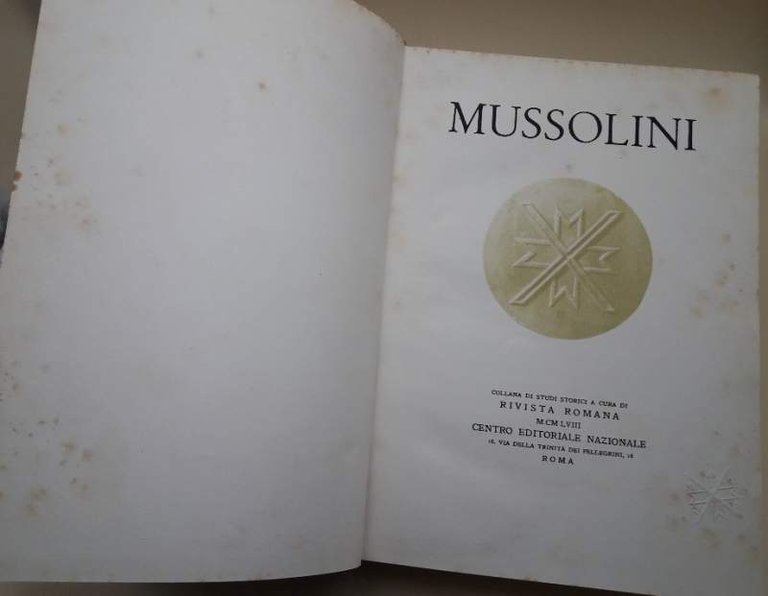 MUSSOLINI
COLLANA DI STUDI STORICI A CURA DI
RIVISTA ROMANA
M.CM.LVIII
CENTRO EDITORIALE NAZIONALE
16, VIA DELLA TRINITÀ DEI PELLEGRINI, 16
ROMA